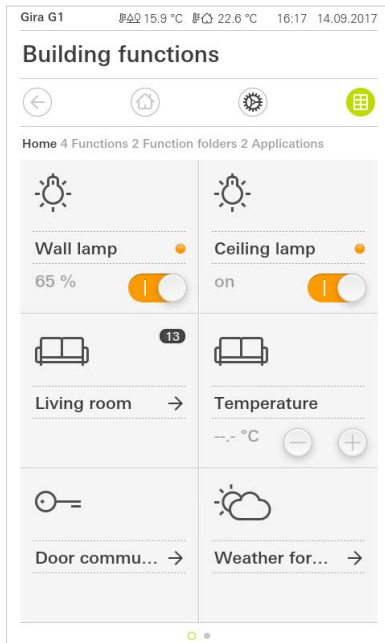 Gira G1 15.9 °C 22.6 °C 16:17 14.09.2017
Building functions
Home 4 Functions 2 Function folders 2 Applications
Wall lamp Ceiling lamp
65 % on
13
Living room Temperature
--.- °C
Door commu... Weather for...